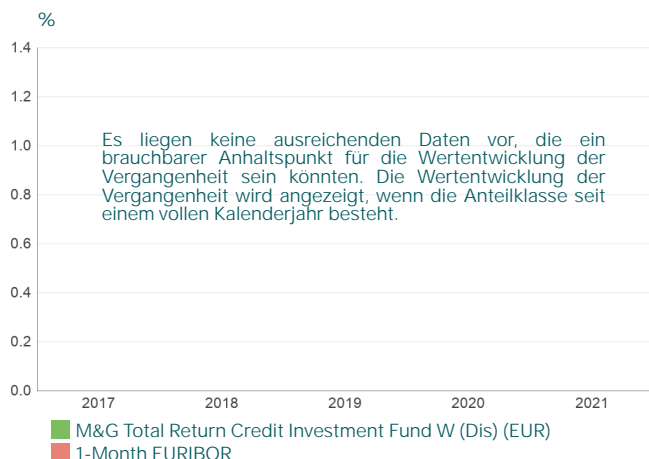 %
1.4
1.2
1.0
0.8
0.6
0.4
0.2
0.0
Es liegen keine ausreichenden Daten vor, die ein
brauchbarer Anhaltspunkt für die Wertentwicklung der
Vergangenheit sein könnten. Die Wertentwicklung der
Vergangenheit wird angezeigt, wenn die Anteilklasse seit
einem vollen Kalenderjahr besteht.
2017 2018 2019 2020 2021
M&G Total Return Credit Investment Fund W (Dis) (EUR)
1-Month EURIBOR